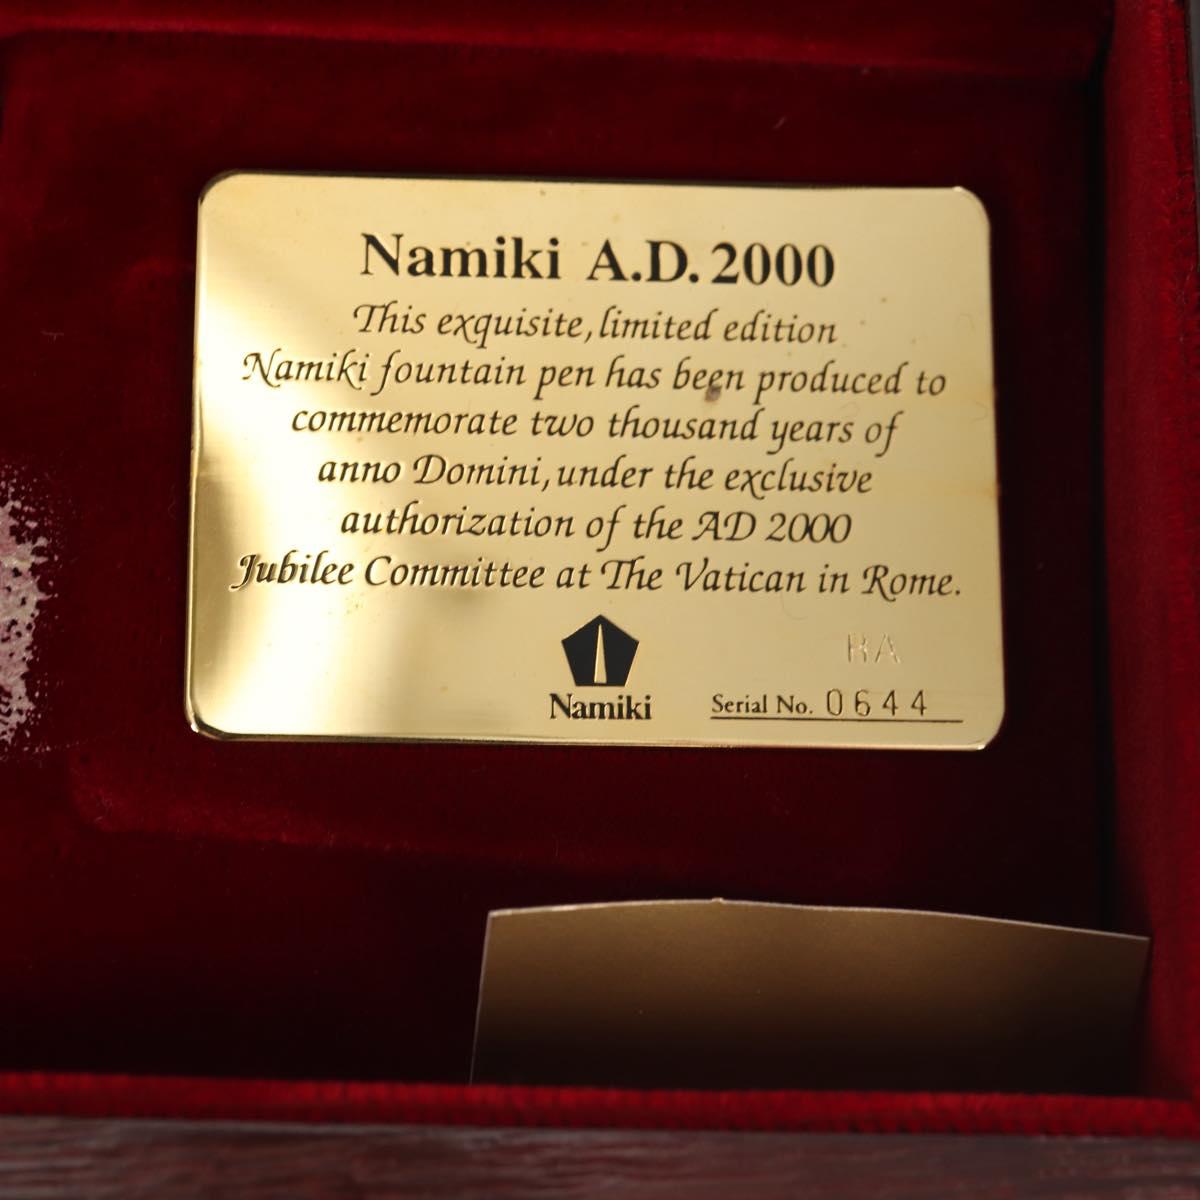 Namiki A.D. 2000
This exquisite, limited edition
Namiki fountain pen has been produced to
commemorate two thousand years of
anno Domini, under the exclusive
authorization of the AD 2000
Jubilee Committee at The Vatican in Rome.
RA
Namiki
Serial No. 0644